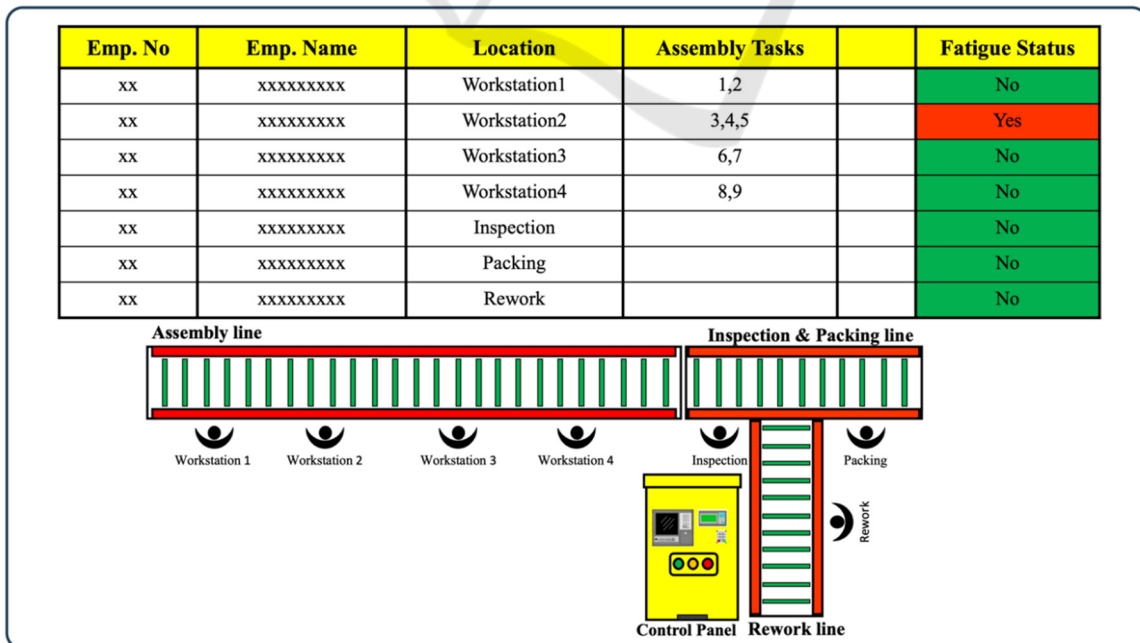 Emp. No Emp. Name Location Assembly Tasks Fatigue Status
xx xxxxxxxxx Workstation1 1,2 No
xx xxxxxxxxx Workstation2 3,4,5 Yes
xx xxxxxxxxx Workstation3 6,7 No
xx xxxxxxxxx Workstation4 8,9 No
xx xxxxxxxxx Inspection No
xx xxxxxxxxx Packing No
xx xxxxxxxxx Rework No
Assembly line Inspection & Packing line
Workstation 1 Workstation 2 Workstation 3 Workstation 4 Inspection Packing
Rework
Control Panel Rework line